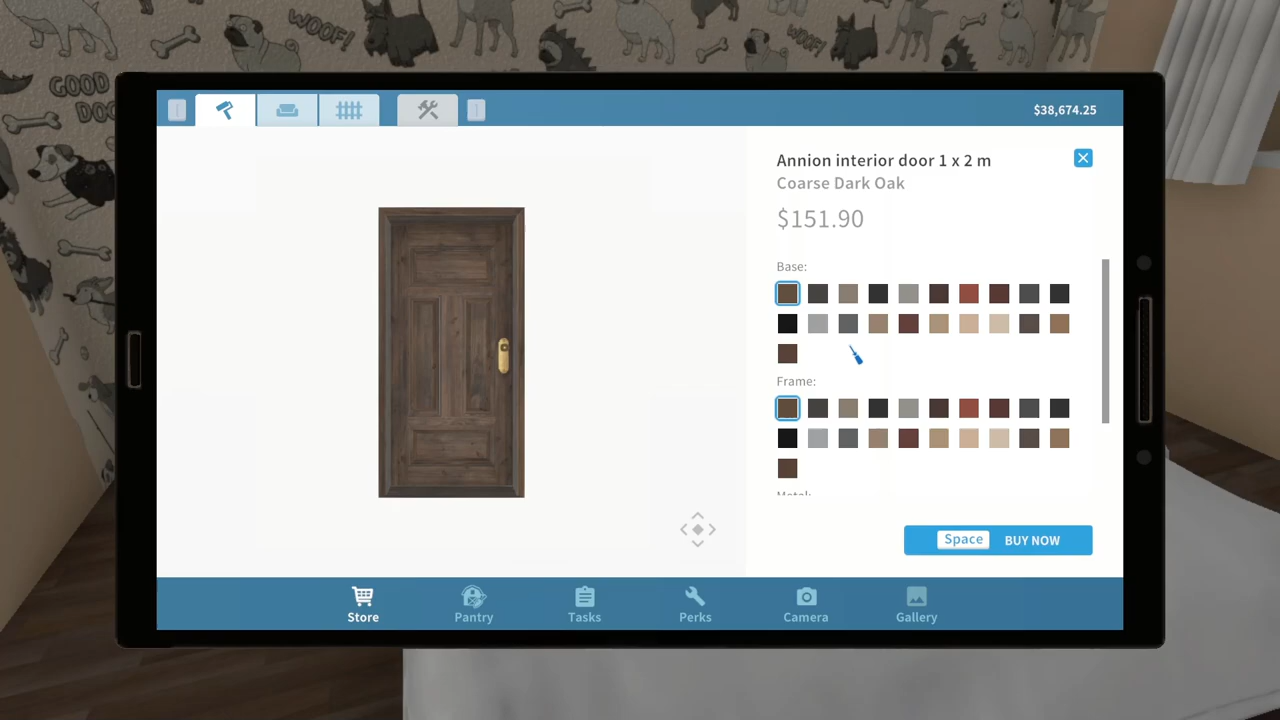 WOOF!
WOOF!
GOOD
$38,674.25
Annion interior door 1 x 2 m
Coarse Dark Oak
$151.90
Base:
Frame:
Space BUY NOW
Store Pantry Tasks Perks Camera Gallery